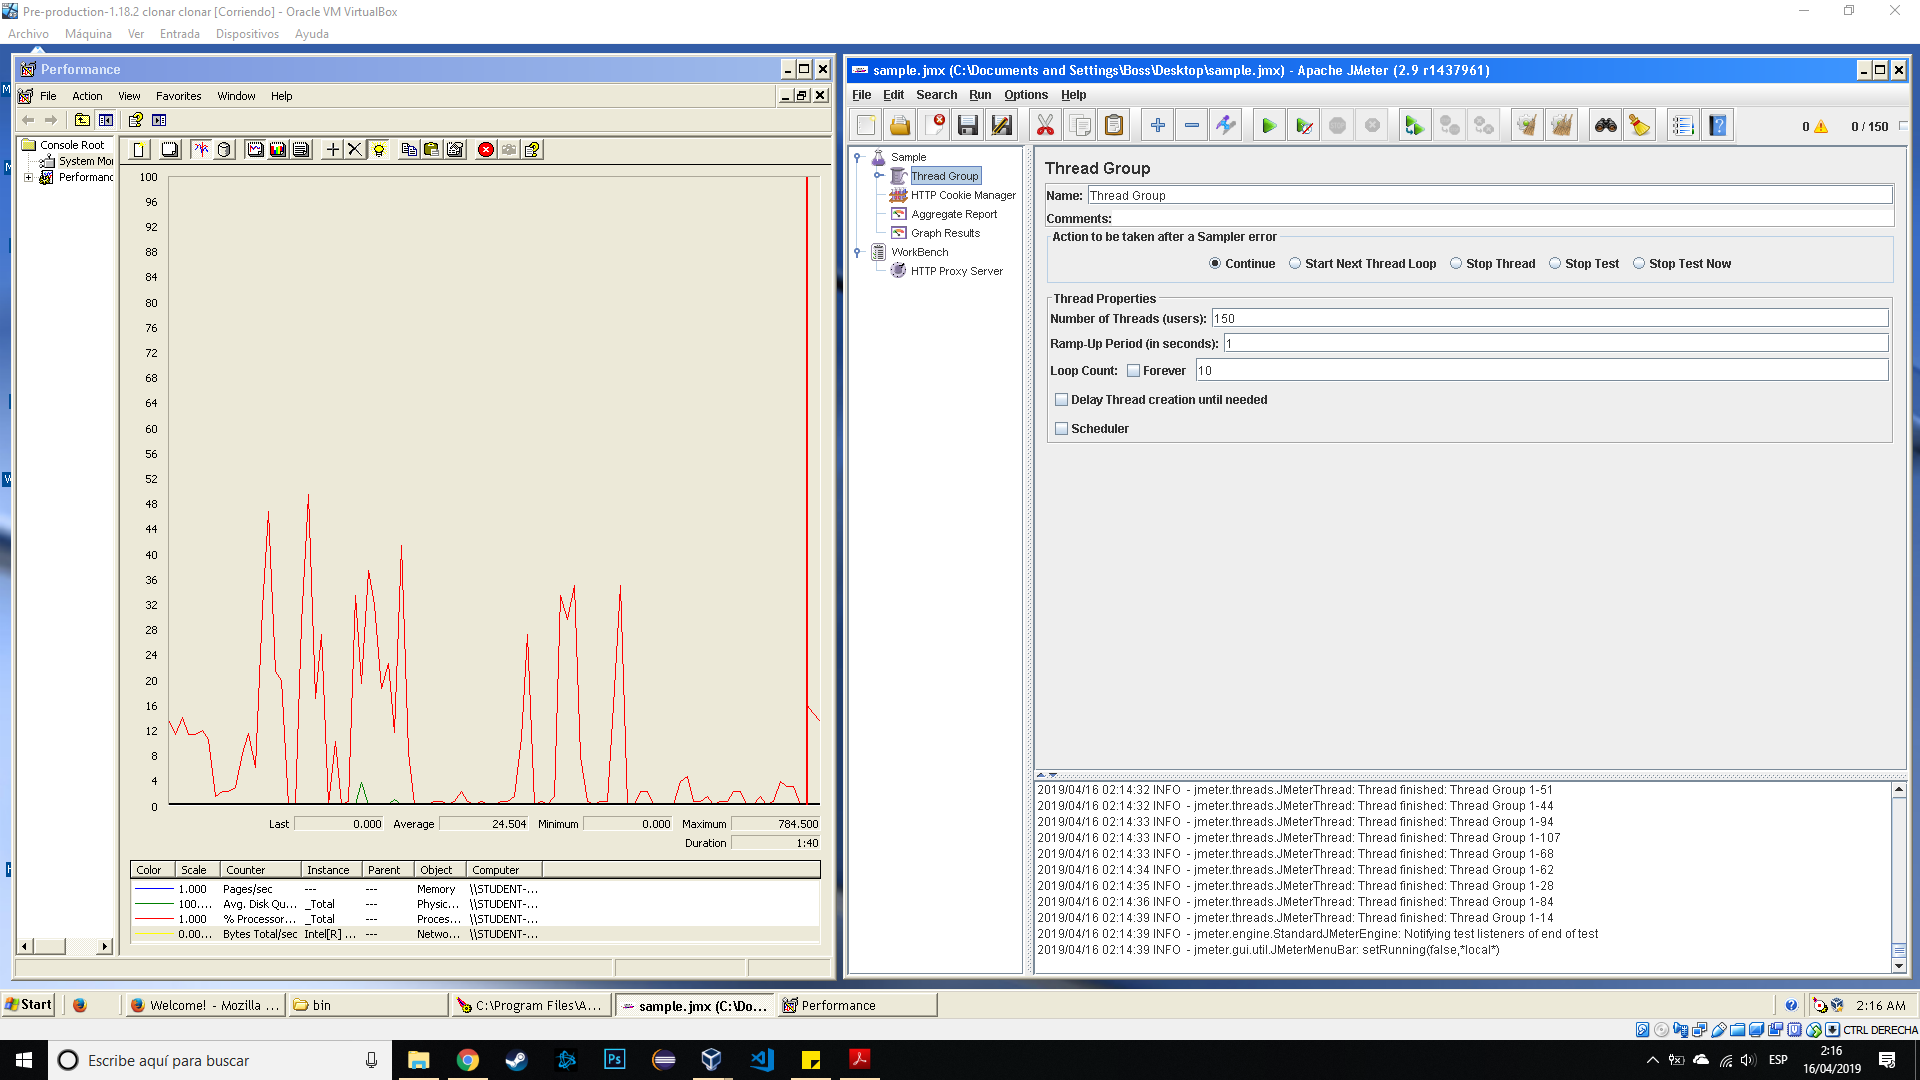 Pre-production-1.18.2 clonar clonar [Corriendo] - Oracle VM VirtualBox
Archivo Máquina Ver Entrada Dispositivos Ayuda
Performance
File Action View Favorites Window Help
Console Root
System Mo
Performanc
100
96
92
88
84
80
76
72
68
64
60
56
52
48
44
40
36
32
28
24
20
16
12
8
4
0
Last 0.000 Average 24.504 Minimum 0.000 Maximum 784.500
Duration 1:40
Color Scale Counter Instance Parent Object Computer
1.000 Pages/sec --- --- Memory \\STUDENT-...
100.... Avg. Disk Qu... _Total --- Physic... \\STUDENT-...
1.000 % Processor... _Total --- Proces... \\STUDENT-...
0.00... Bytes Total/sec Intel[R] ... --- Netwo... \\STUDENT-...
sample.jmx (C:\Documents and Settings\Boss\Desktop\sample.jmx) - Apache JMeter (2.9 r1437961)
File Edit Search Run Options Help
0 0 / 150
Sample
Thread Group
HTTP Cookie Manager
Aggregate Report
Graph Results
WorkBench
HTTP Proxy Server
Thread Group
Name: Thread Group
Comments:
Action to be taken after a Sampler error
Continue Start Next Thread Loop Stop Thread Stop Test Stop Test Now
Thread Properties
Number of Threads (users): 150
Ramp-Up Period (in seconds): 1
Loop Count: Forever 10
Delay Thread creation until needed
Scheduler
2019/04/16 02:14:32 INFO - jmeter.threads.JMeterThread: Thread finished: Thread Group 1-51
2019/04/16 02:14:32 INFO - jmeter.threads.JMeterThread: Thread finished: Thread Group 1-44
2019/04/16 02:14:33 INFO - jmeter.threads.JMeterThread: Thread finished: Thread Group 1-94
2019/04/16 02:14:33 INFO - jmeter.threads.JMeterThread: Thread finished: Thread Group 1-107
2019/04/16 02:14:33 INFO - jmeter.threads.JMeterThread: Thread finished: Thread Group 1-68
2019/04/16 02:14:34 INFO - jmeter.threads.JMeterThread: Thread finished: Thread Group 1-62
2019/04/16 02:14:35 INFO - jmeter.threads.JMeterThread: Thread finished: Thread Group 1-28
2019/04/16 02:14:36 INFO - jmeter.threads.JMeterThread: Thread finished: Thread Group 1-84
2019/04/16 02:14:39 INFO - jmeter.threads.JMeterThread: Thread finished: Thread Group 1-14
2019/04/16 02:14:39 INFO - jmeter.engine.StandardJMeterEngine: Notifying test listeners of end of test
2019/04/16 02:14:39 INFO - jmeter.gui.util.JMeterMenuBar: setRunning(false,*local*)
Start Welcome! - Mozilla ... bin C:\Program Files\A... sample.jmx (C:\Do... Performance 2:16 AM
CTRL DERECHA
Escribe aquí para buscar
Ps
ESP
2:16
16/04/2019